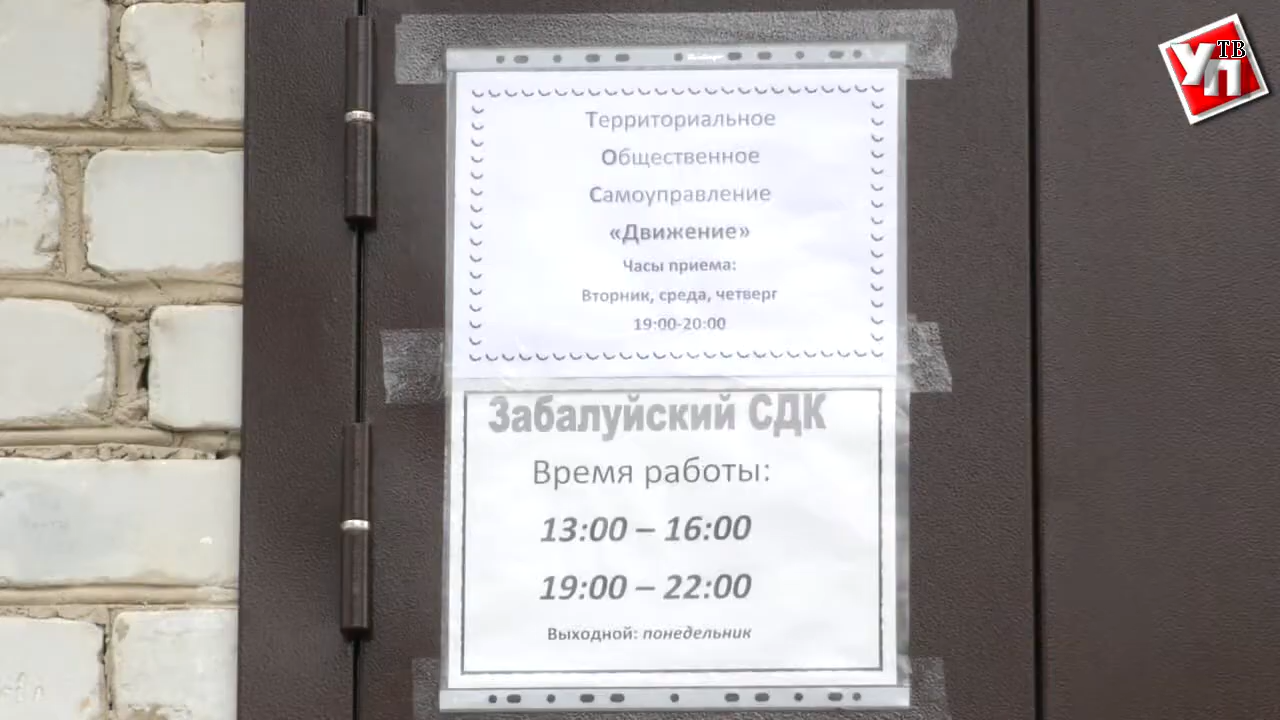 УП ТВ
Территориальное
Общественное
Самоуправление
«Движение»
Часы приема:
Вторник, среда, четверг
19:00-20:00
Забалуйский СДК
Время работы:
13:00 – 16:00
19:00 – 22:00
Выходной: понедельник